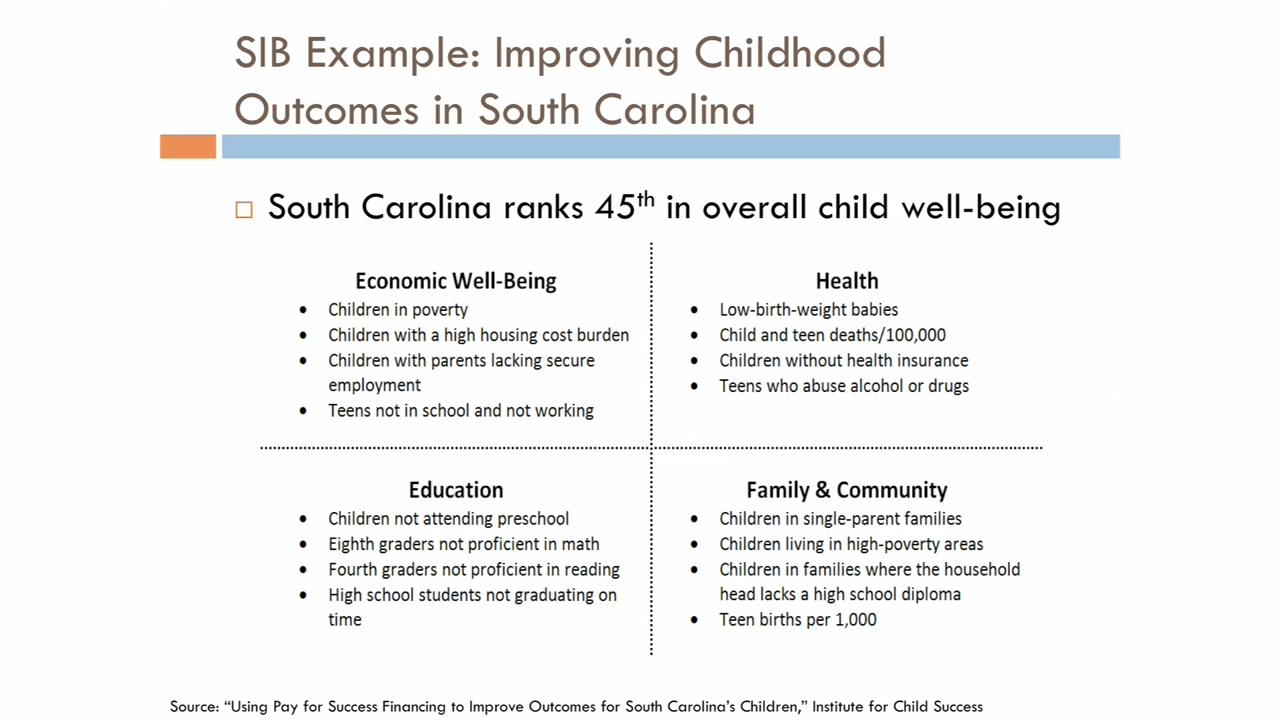 SIB Example: Improving Childhood
Outcomes in South Carolina
South Carolina ranks 45th in overall child well-being
Economic Well-Being
• Children in poverty
• Children with a high housing cost burden
• Children with parents lacking secure
employment
• Teens not in school and not working
Health
• Low-birth-weight babies
• Child and teen deaths/100,000
• Children without health insurance
• Teens who abuse alcohol or drugs
Education
• Children not attending preschool
• Eighth graders not proficient in math
• Fourth graders not proficient in reading
• High school students not graduating on
time
Family & Community
• Children in single-parent families
• Children living in high-poverty areas
• Children in families where the household
head lacks a high school diploma
• Teen births per 1,000
Source: “Using Pay for Success Financing to Improve Outcomes for South Carolina’s Children,” Institute for Child Success